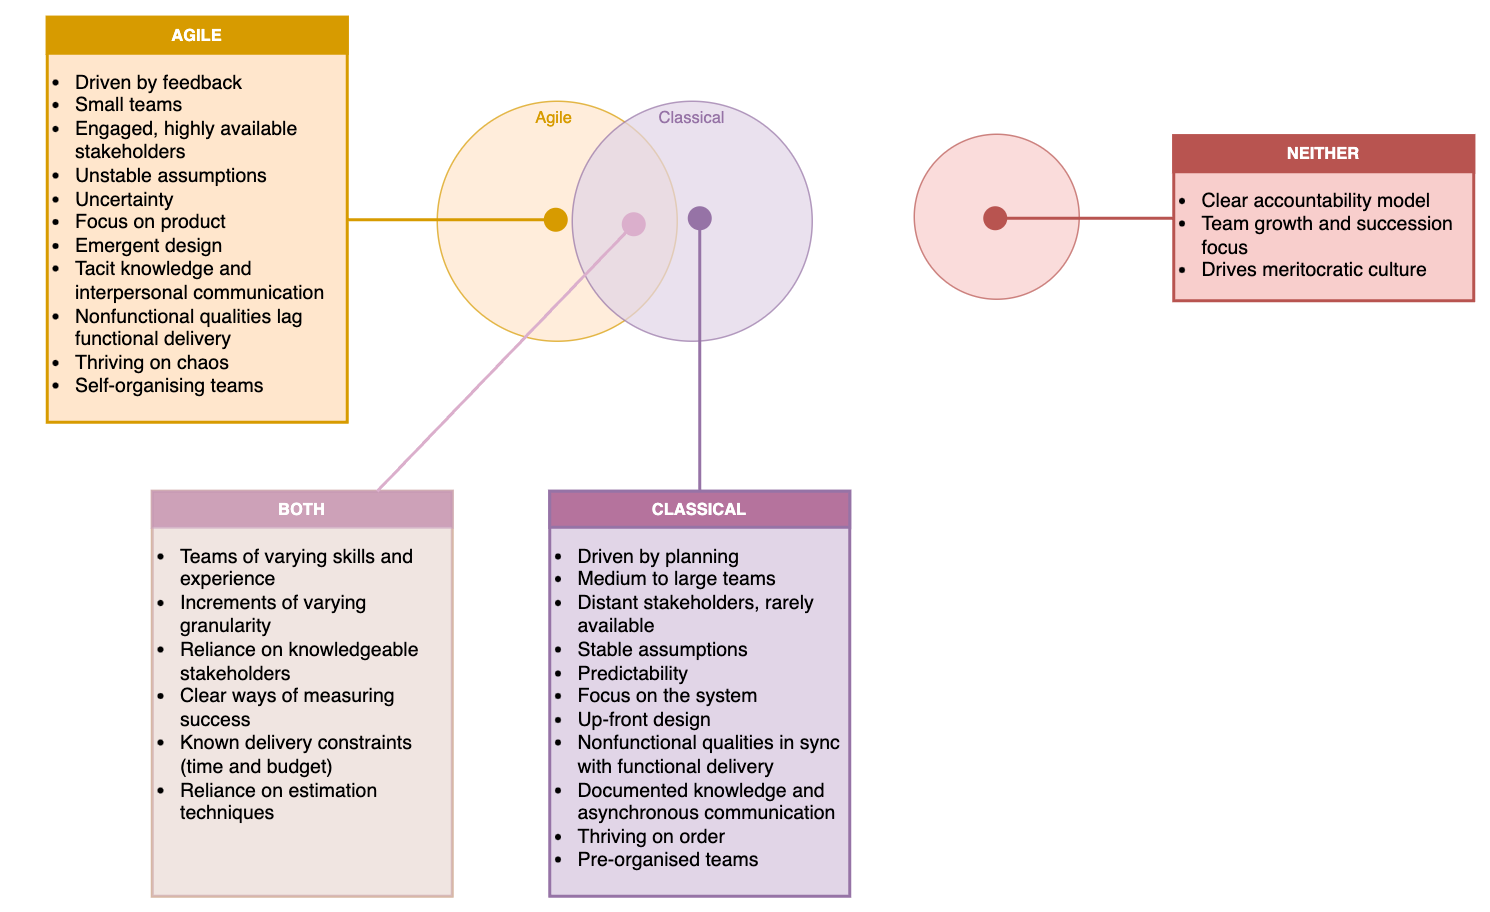 AGILE
• Driven by feedback
• Small teams
• Engaged, highly available
stakeholders
• Unstable assumptions
• Uncertainty
• Focus on product
• Emergent design
• Tacit knowledge and
interpersonal communication
• Nonfunctional qualities lag
functional delivery
• Thriving on chaos
• Self-organising teams
Agile
Classical
NEITHER
• Clear accountability model
• Team growth and succession
focus
• Drives meritocratic culture
BOTH
• Teams of varying skills and
experience
• Increments of varying
granularity
• Reliance on knowledgeable
stakeholders
• Clear ways of measuring
success
• Known delivery constraints
(time and budget)
• Reliance on estimation
techniques
CLASSICAL
• Driven by planning
• Medium to large teams
• Distant stakeholders, rarely
available
• Stable assumptions
• Predictability
• Focus on the system
• Up-front design
• Nonfunctional qualities in sync
with functional delivery
• Documented knowledge and
asynchronous communication
• Thriving on order
• Pre-organised teams